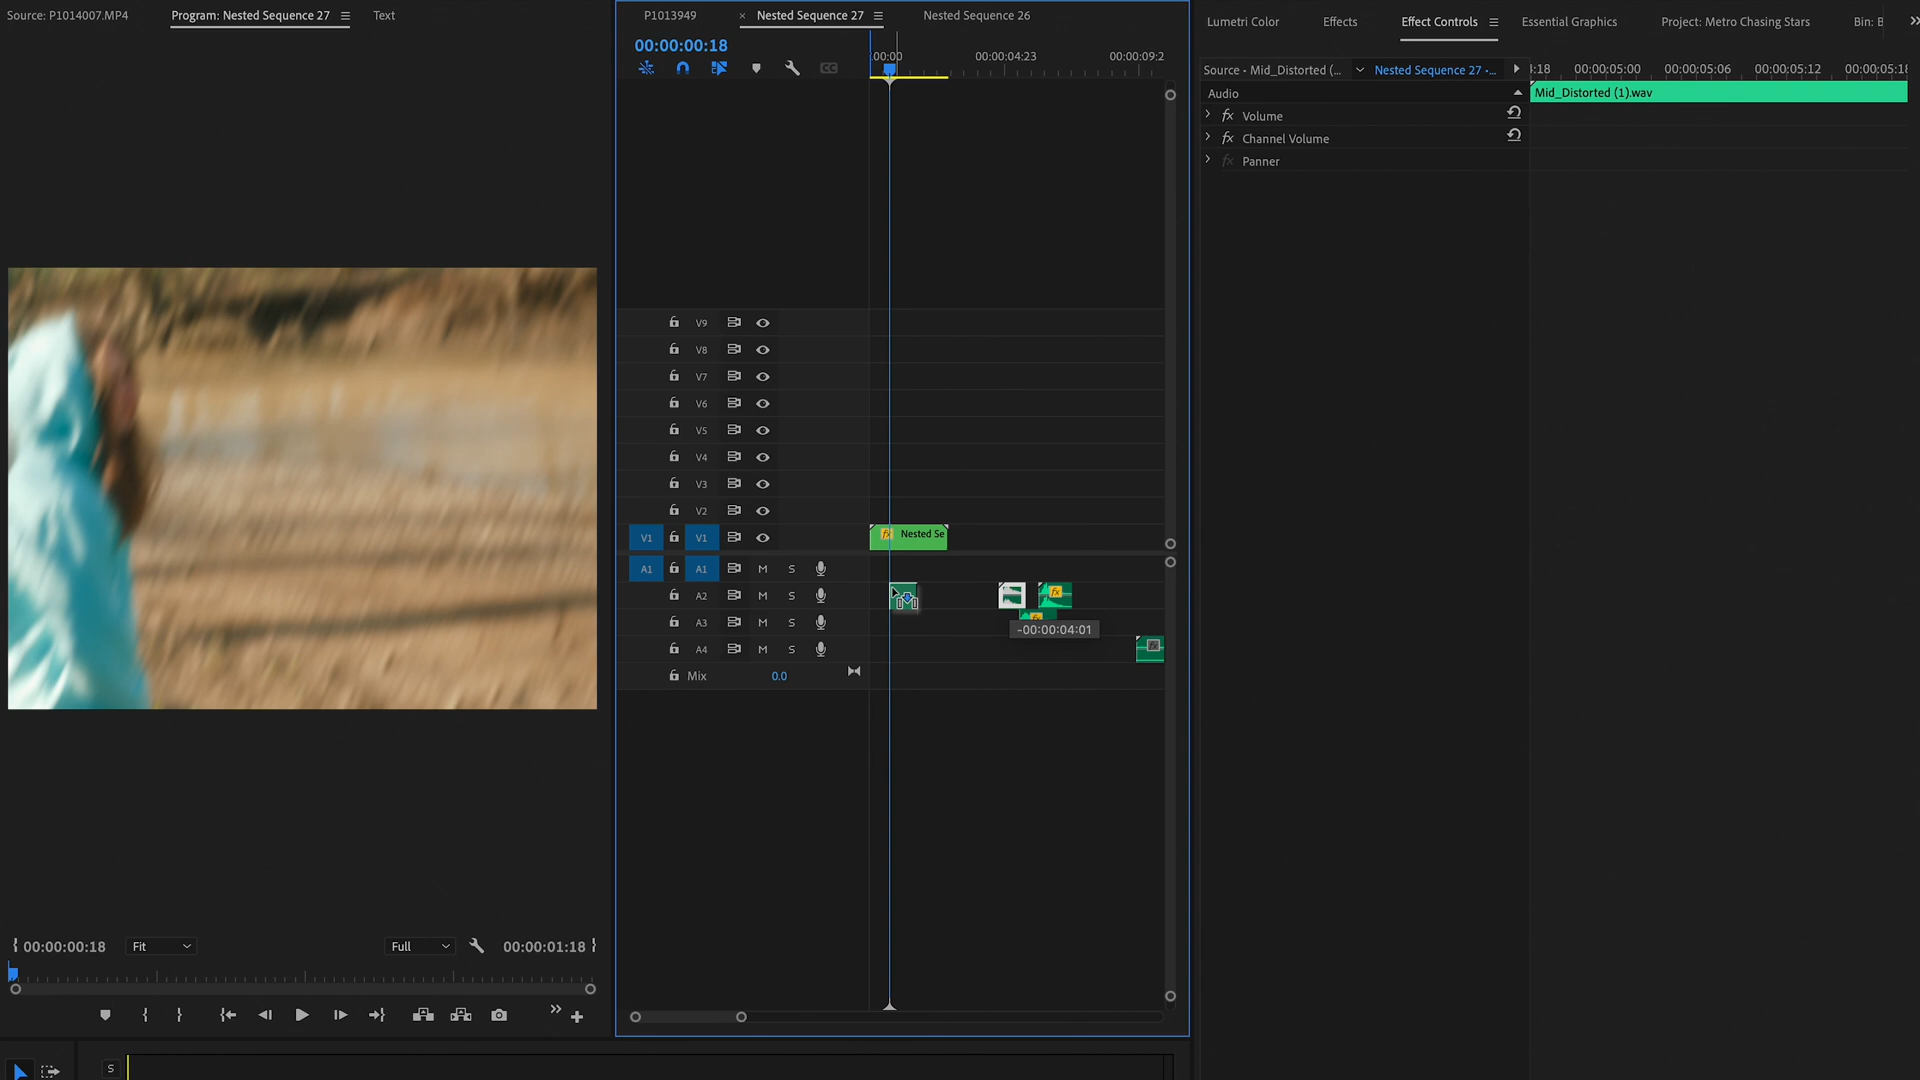 Source: P1014007.MP4
Program: Nested Sequence 27
Text
P1013949
× Nested Sequence 27
Nested Sequence 26
Lumetri Color
Effects
Effect Controls
Essential Graphics
Project: Metro Chasing Stars
Bin: B
00:00:00:18
:00:00
00:00:04:23
00:00:09:2
Source • Mid_Distorted (...
Nested Sequence 27 •...
:18
00:00:05:00
00:00:05:06
00:00:05:12
00:00:05:18
Audio
Mid_Distorted (1).wav
fx Volume
fx Channel Volume
fx Panner
V9
V8
V7
V6
V5
V4
V3
V2
V1 V1 fx Nested Se
A1 A1 M S
A2 M S fx
A3 M S
-00:00:04:01
A4 M S
Mix 0.0
00:00:00:18
Fit
Full
00:00:01:18
S